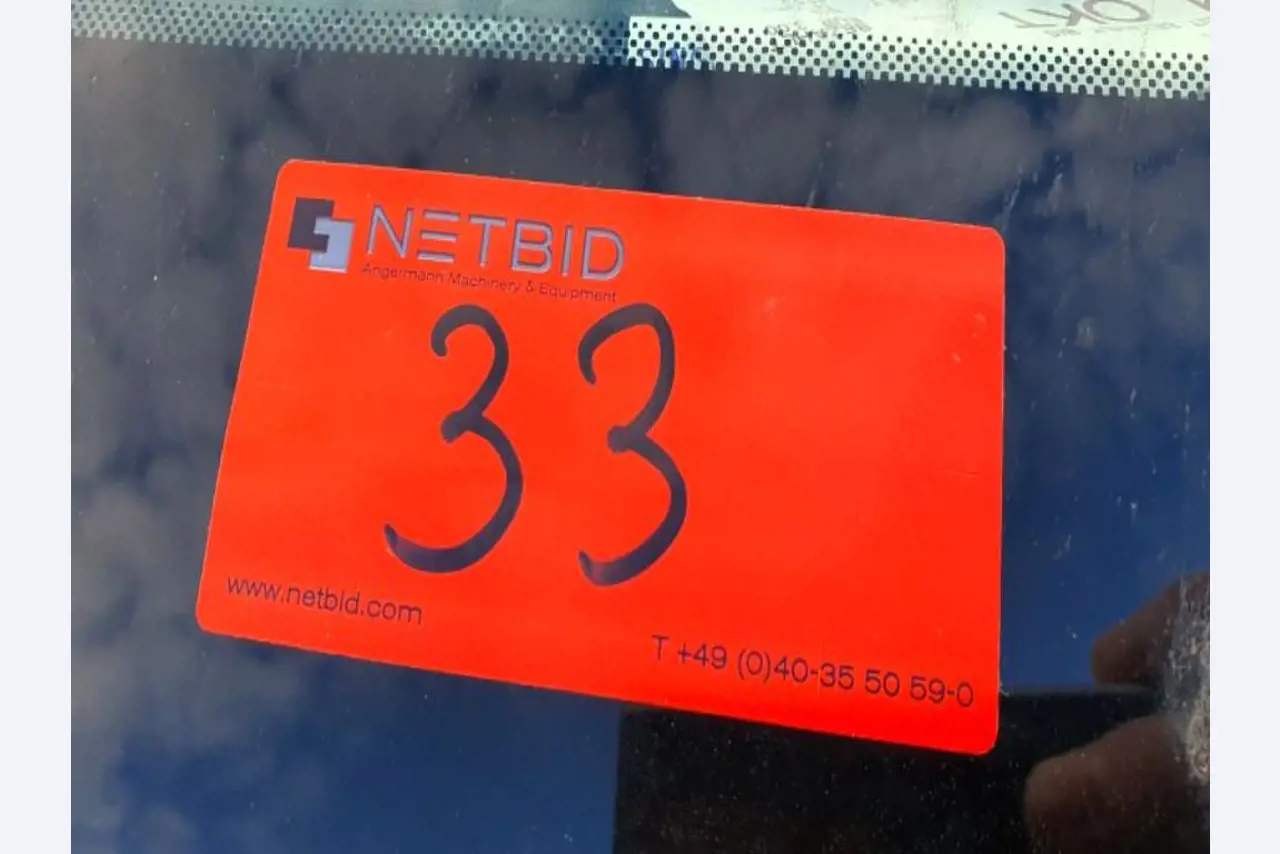 NETBID
Angermann Machinery & Equipment
33
www.netbid.com
T +49 (0)40-35 50 59-0